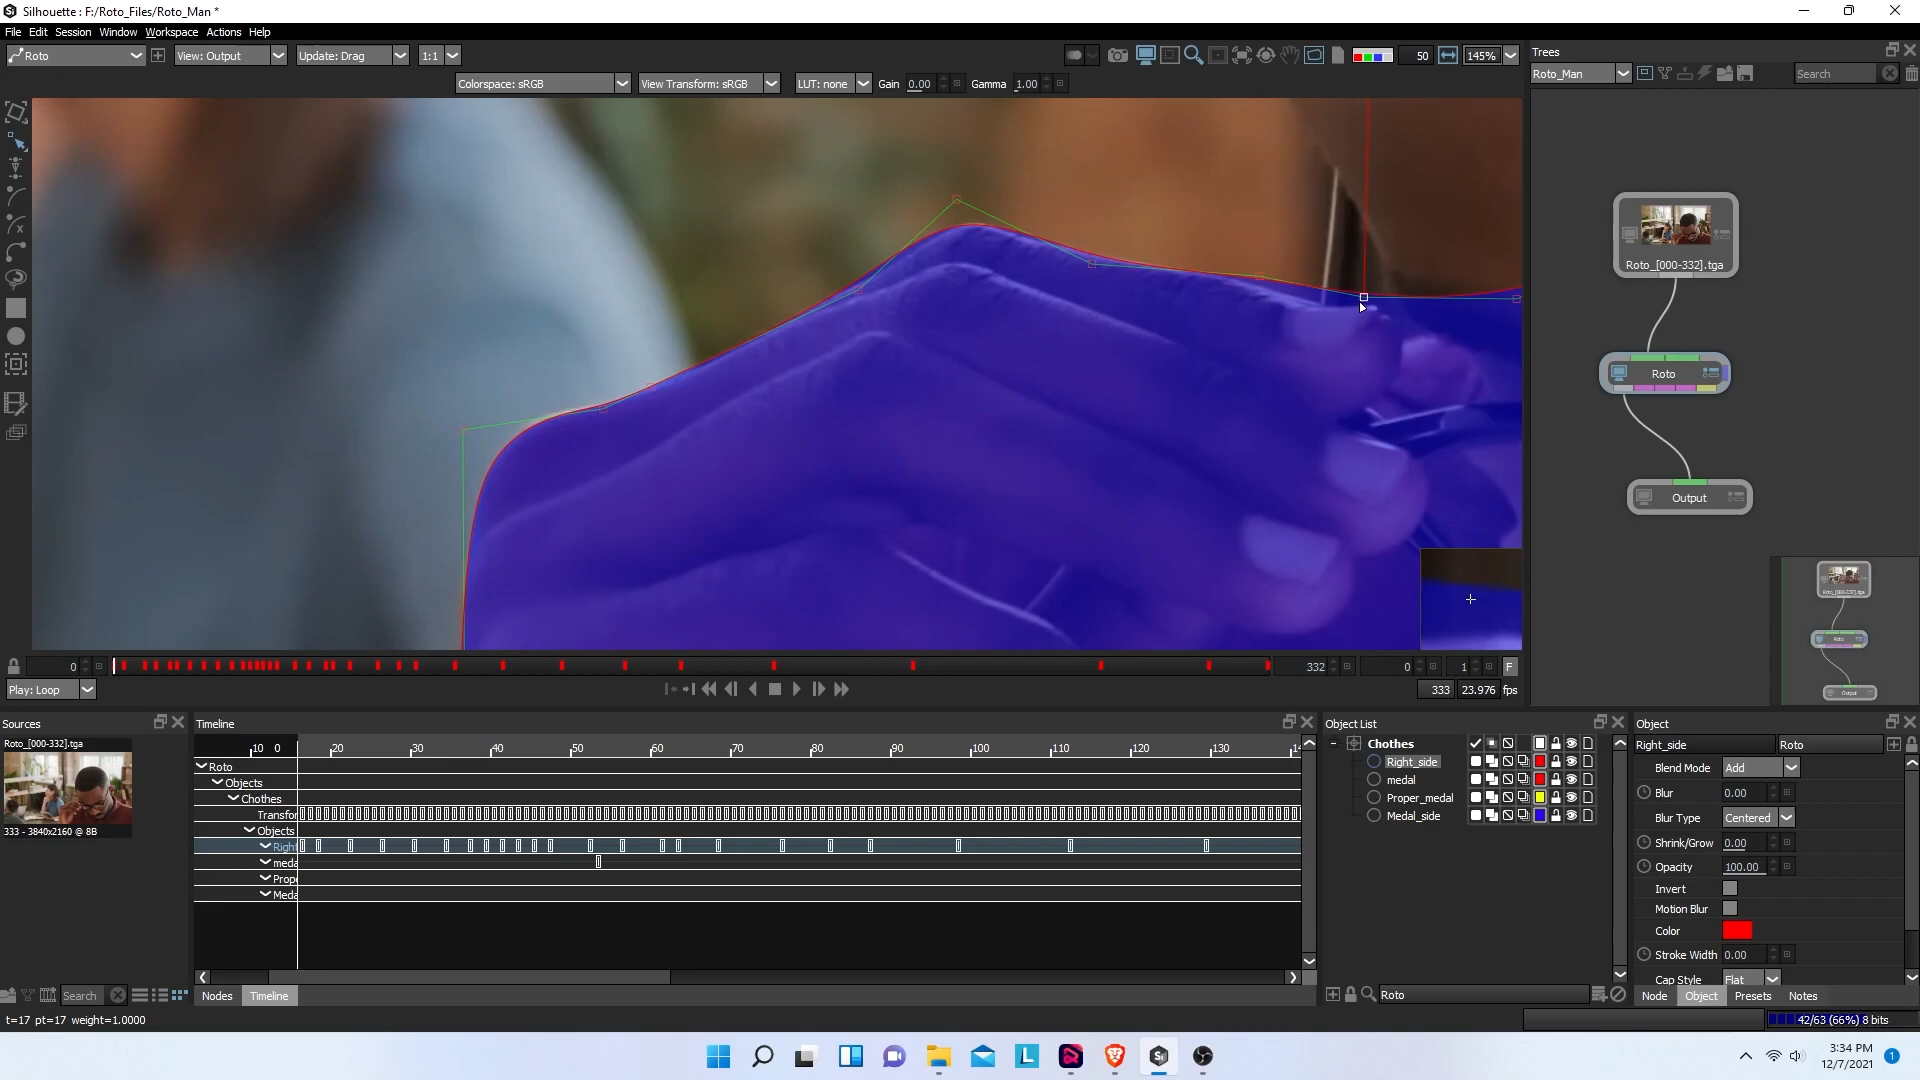 Silhouette : F:/Roto_Files/Roto_Man *
File Edit Session Window Workspace Actions Help
Roto View: Output Update: Drag 1:1 50 145%
Colorspace: sRGB View Transform: sRGB LUT: none Gain 0.00 Gamma 1.00
Trees
Roto_Man Search
Roto_[000-332].tga
Roto
Output
0 332 0 1 F
Play: Loop 333 23.976 fps
Sources
Roto_[000-332].tga
333 - 3840x2160 @ 8B
Search
Timeline
10 0 20 30 40 50 60 70 80 90 100 110 120 130 14
Roto
Objects
Chothes
Transfor
Objects
Right
meda
Prope
Meda
Nodes Timeline
Object List
Chothes
Right_side
medal
Proper_medal
Medal_side
Roto
Object
Right_side Roto
Blend Mode Add
Blur 0.00
Blur Type Centered
Shrink/Grow 0.00
Opacity 100.00
Invert
Motion Blur
Color
Stroke Width 0.00
Cap Style Flat
Node Object Presets Notes
t=17 pt=17 weight=1.0000
42/63 (66%) 8 bits
3:34 PM
12/7/2021
1